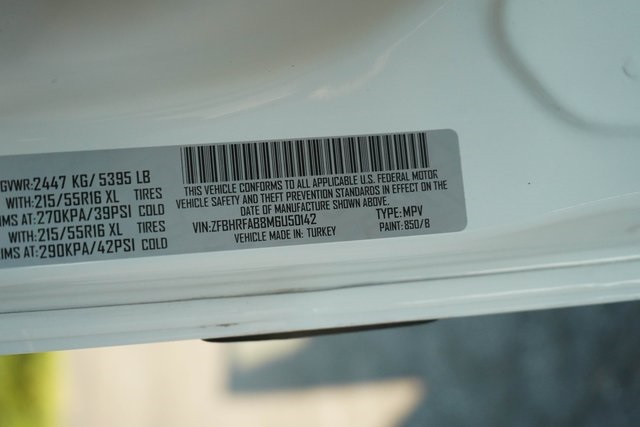 GVWR:2447 KG/ 5395 LB
WITH:215/55R16 XL TIRES
IMS AT:270KPA/39PSI COLD
WITH:215/55R16 XL TIRES
IMS AT:290KPA/42PSI COLD
THIS VEHICLE CONFORMS TO ALL APPLICABLE U.S. FEDERAL MOTOR
VEHICLE SAFETY AND THEFT PREVENTION STANDARDS IN EFFECT ON THE
DATE OF MANUFACTURE SHOWN ABOVE.
VIN:ZFBHRFAB8M6U50142 TYPE:MPV
VEHICLE MADE IN: TURKEY PAINT:850/B